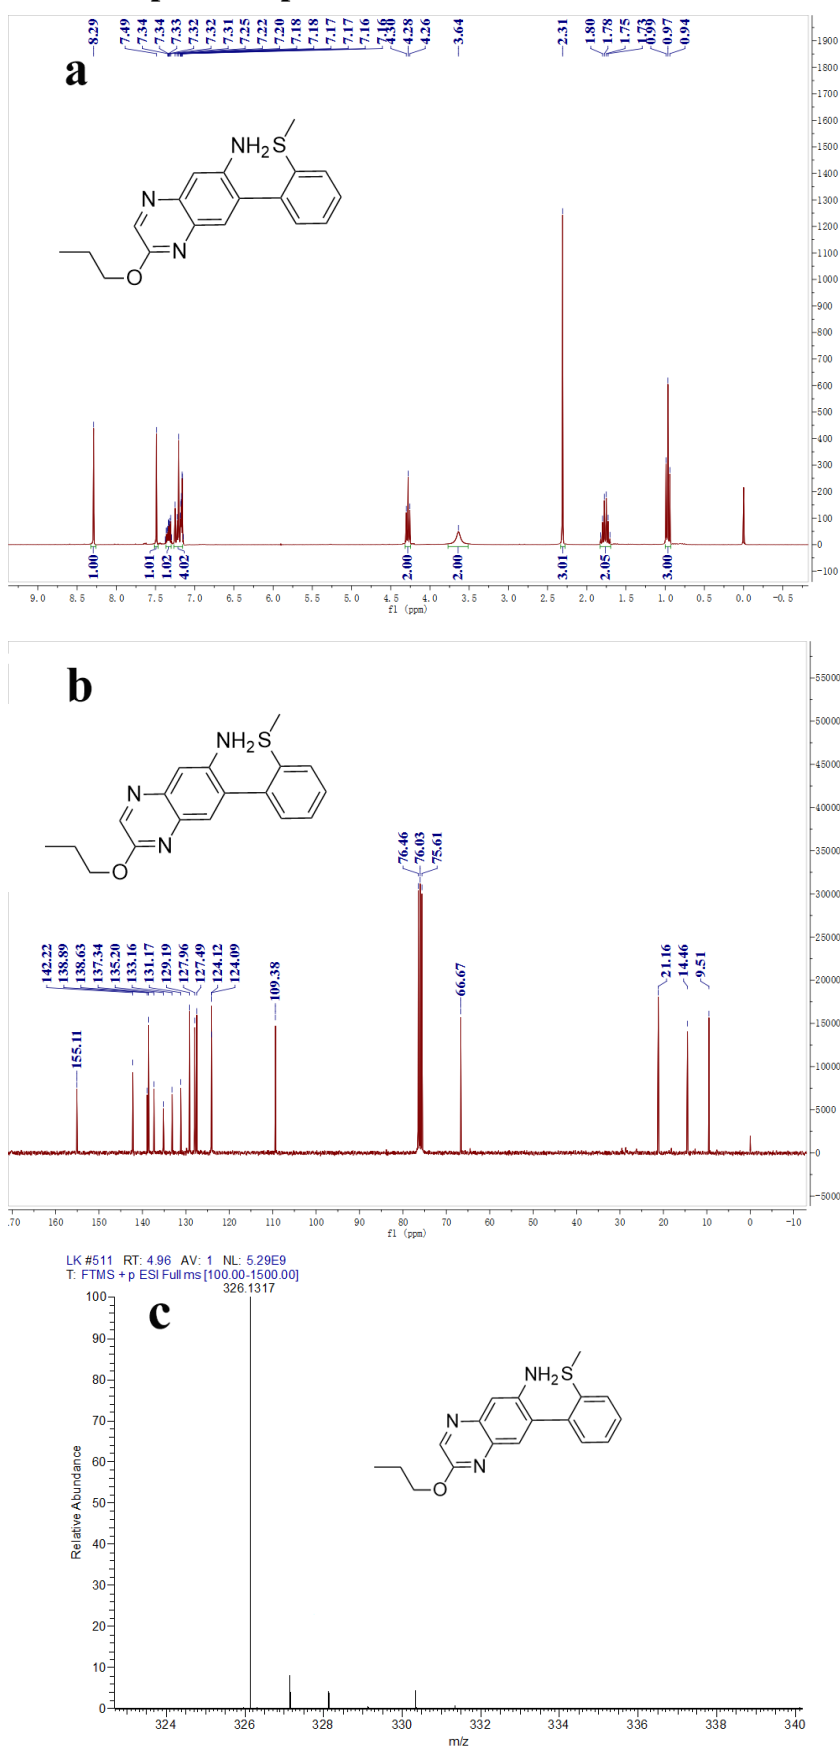 8.29 7.49 7.34 7.34 7.33 7.32 7.32 7.31 7.25 7.22 7.20 7.18 7.18 7.17 7.17 7.16 7.16 4.30 4.28 4.26 3.64 2.31 1.80 1.78 1.75 1.73 0.99 0.97 0.94
a
NH2 S
N
N
O
1900
1800
1700
1600
1500
1400
1300
1200
1100
1000
900
800
700
600
500
400
300
200
100
0
-100
1.00 1.01 1.02 4.02 2.00 2.00 3.01 2.05 3.00
9.0 8.5 8.0 7.5 7.0 6.5 6.0 5.5 5.0 4.5 4.0 3.5 3.0 2.5 2.0 1.5 1.0 0.5 0.0 -0.5
f1 (ppm)
b
NH2 S
N
N
O
55000
50000
45000
40000
35000
30000
25000
20000
15000
10000
5000
0
-5000
76.46 76.03 75.61
155.11 142.22 138.89 138.63 137.34 135.20 133.16 131.17 129.19 127.96 127.49 124.12 124.09 109.38 66.67 21.16 14.46 9.51
70 160 150 140 130 120 110 100 90 80 70 60 50 40 30 20 10 0 -10
f1 (ppm)
LK #511 RT: 4.96 AV: 1 NL: 5.29E9
T: FTMS + p ESI Full ms [100.00-1500.00]
326.1317
c
NH2 S
N
N
O
100
90
80
70
60
50
40
30
20
10
0
Relative Abundance
324 326 328 330 332 334 336 338 340
m/z